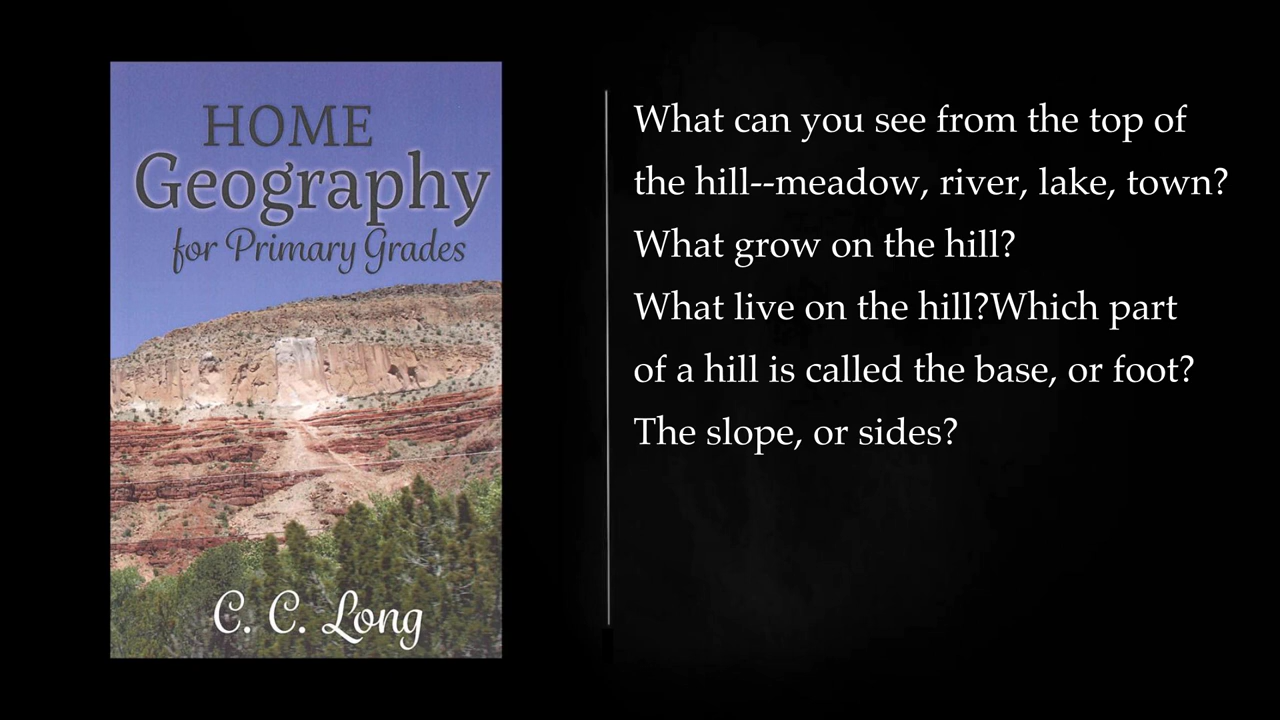 HOME
Geography
for Primary Grades
C. C. Long
What can you see from the top of
the hill--meadow, river, lake, town?
What grow on the hill?
What live on the hill?Which part
of a hill is called the base, or foot?
The slope, or sides?